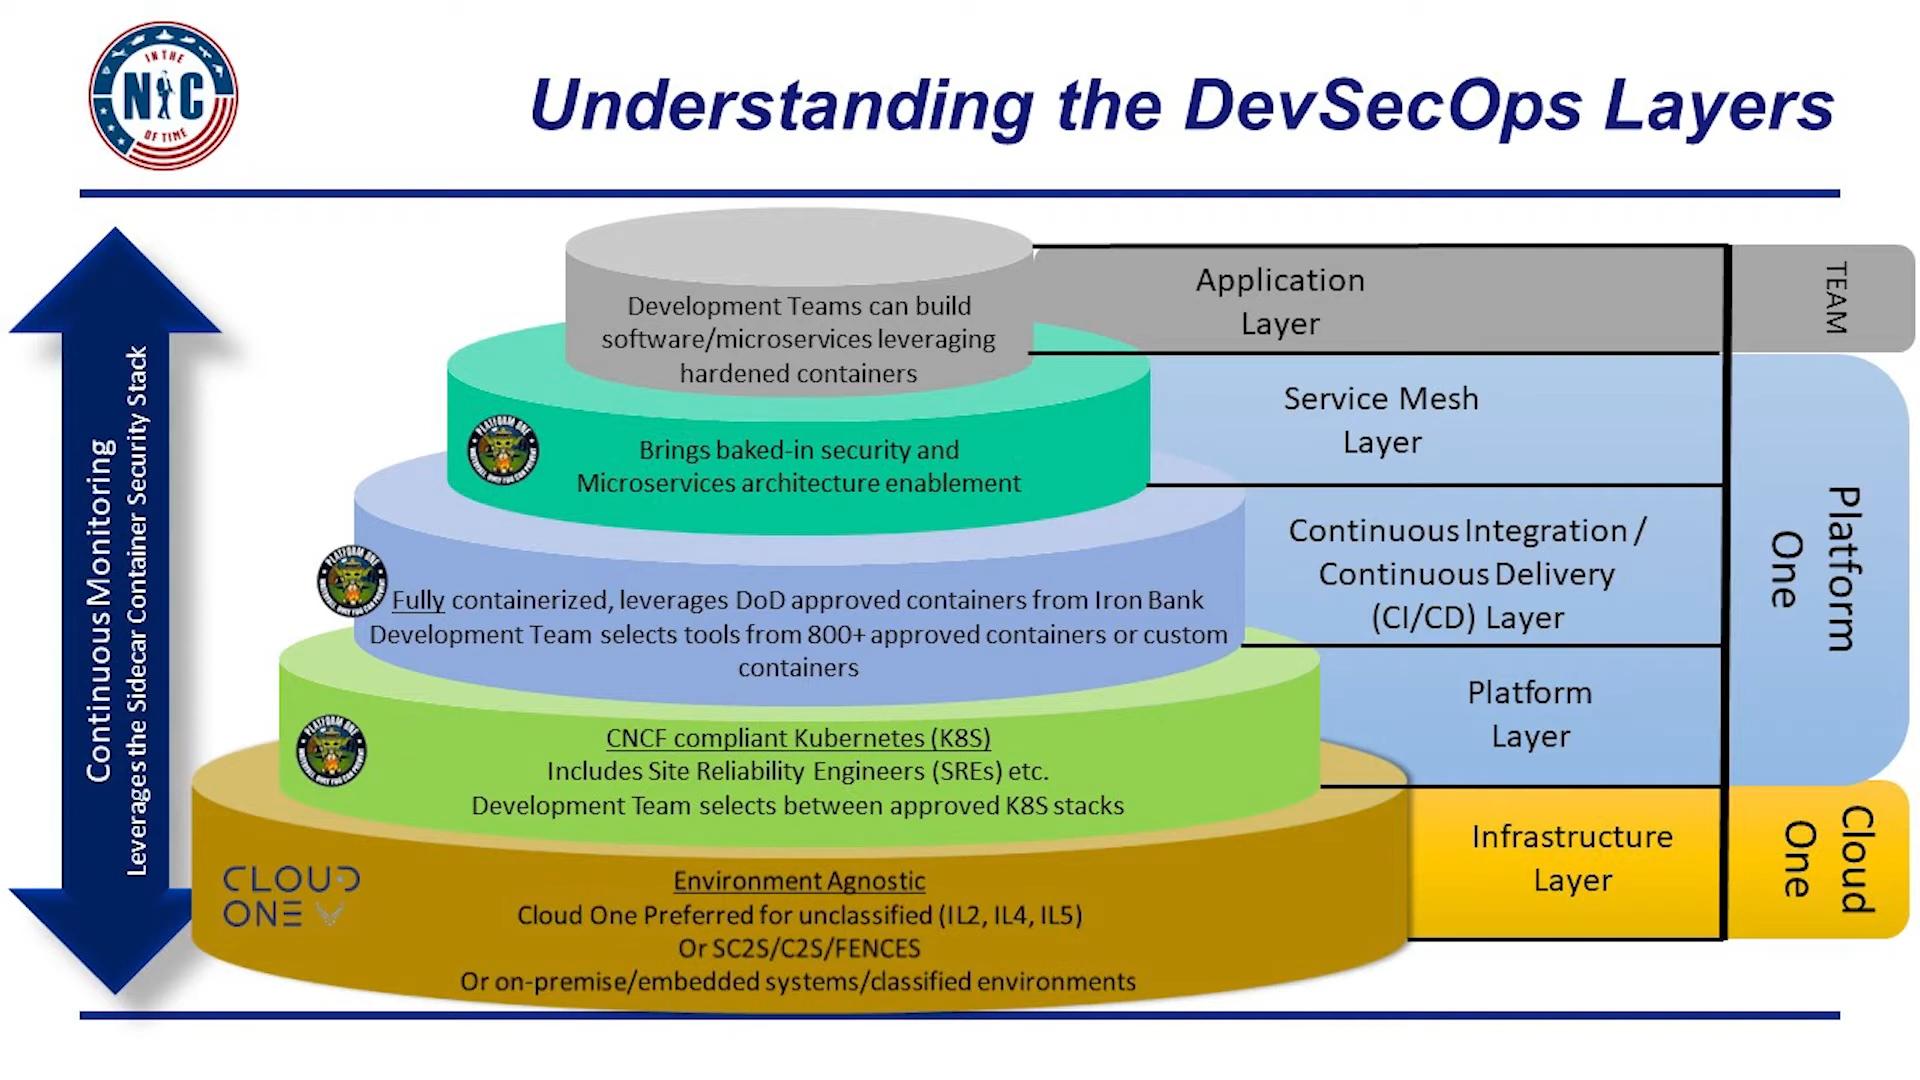 IN THE
NIC
OF TIME
Understanding the DevSecOps Layers
Continuous Monitoring
Leverages the Sidecar Container Security Stack
Development Teams can build
software/microservices leveraging
hardened containers
Application
Layer
TEAM
PLATFORM ONE
Brings baked-in security and
Microservices architecture enablement
Service Mesh
Layer
PLATFORM ONE
Fully containerized, leverages DoD approved containers from Iron Bank
Development Team selects tools from 800+ approved containers or custom
containers
Continuous Integration /
Continuous Delivery
(CI/CD) Layer
Platform
One
PLATFORM ONE
CNCF compliant Kubernetes (K8S)
Includes Site Reliability Engineers (SREs) etc.
Development Team selects between approved K8S stacks
Platform
Layer
CLOUD
ONE
Environment Agnostic
Cloud One Preferred for unclassified (IL2, IL4, IL5)
Or SC2S/C2S/FENCES
Or on-premise/embedded systems/classified environments
Infrastructure
Layer
Cloud
One